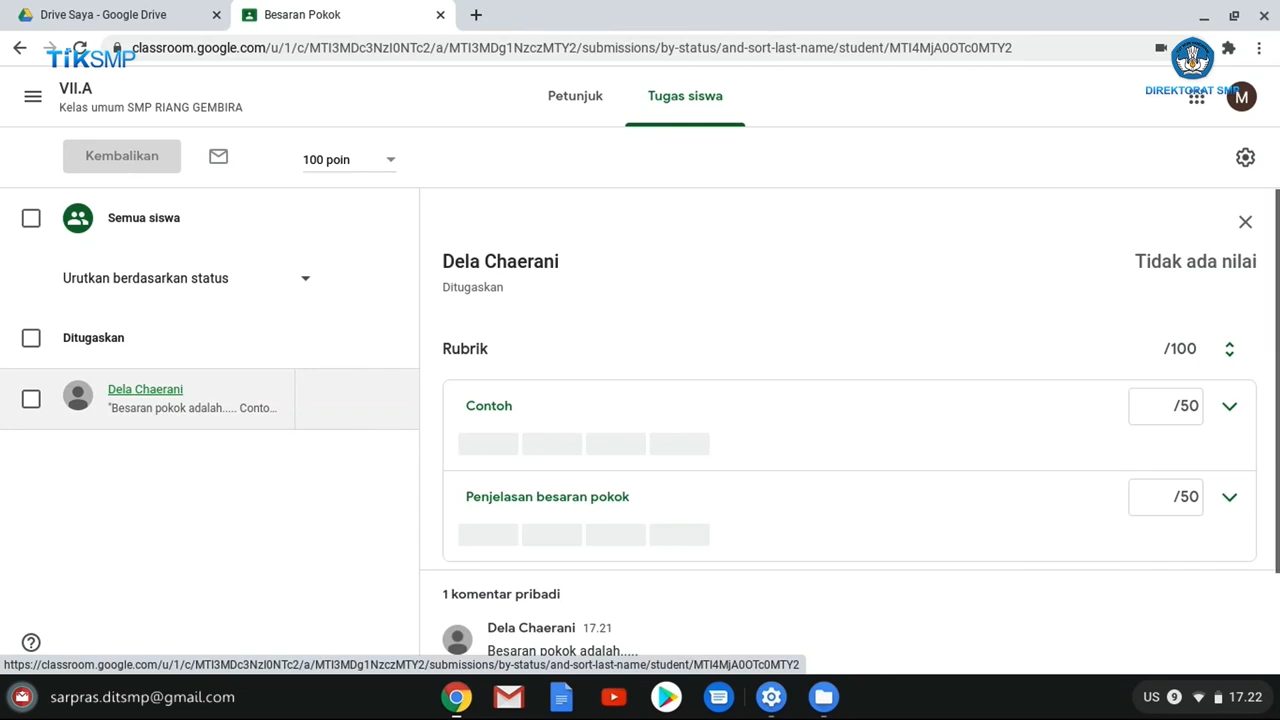 Drive Saya - Google Drive
Besaran Pokok
classroom.google.com/u/1/c/MTI3MDc3NzI0NTc2/a/MTI3MDg1NzczMTY2/submissions/by-status/and-sort-last-name/student/MTI4MjA0OTc0MTY2
TIKSMP
DIREKTORAT SMP
VII.A
Kelas umum SMP RIANG GEMBIRA
Petunjuk
Tugas siswa
M
Kembalikan
100 poin
Semua siswa
Urutkan berdasarkan status
Ditugaskan
Dela Chaerani
"Besaran pokok adalah..... Conto...
Dela Chaerani
Tidak ada nilai
Ditugaskan
Rubrik
/100
Contoh
/50
Penjelasan besaran pokok
/50
1 komentar pribadi
Dela Chaerani 17.21
Besaran pokok adalah.....
https://classroom.google.com/u/1/c/MTI3MDc3NzI0NTc2/a/MTI3MDg1NzczMTY2/submissions/by-status/and-sort-last-name/student/MTI4MjA0OTc0MTY2
sarpras.ditsmp@gmail.com
US 9 17.22